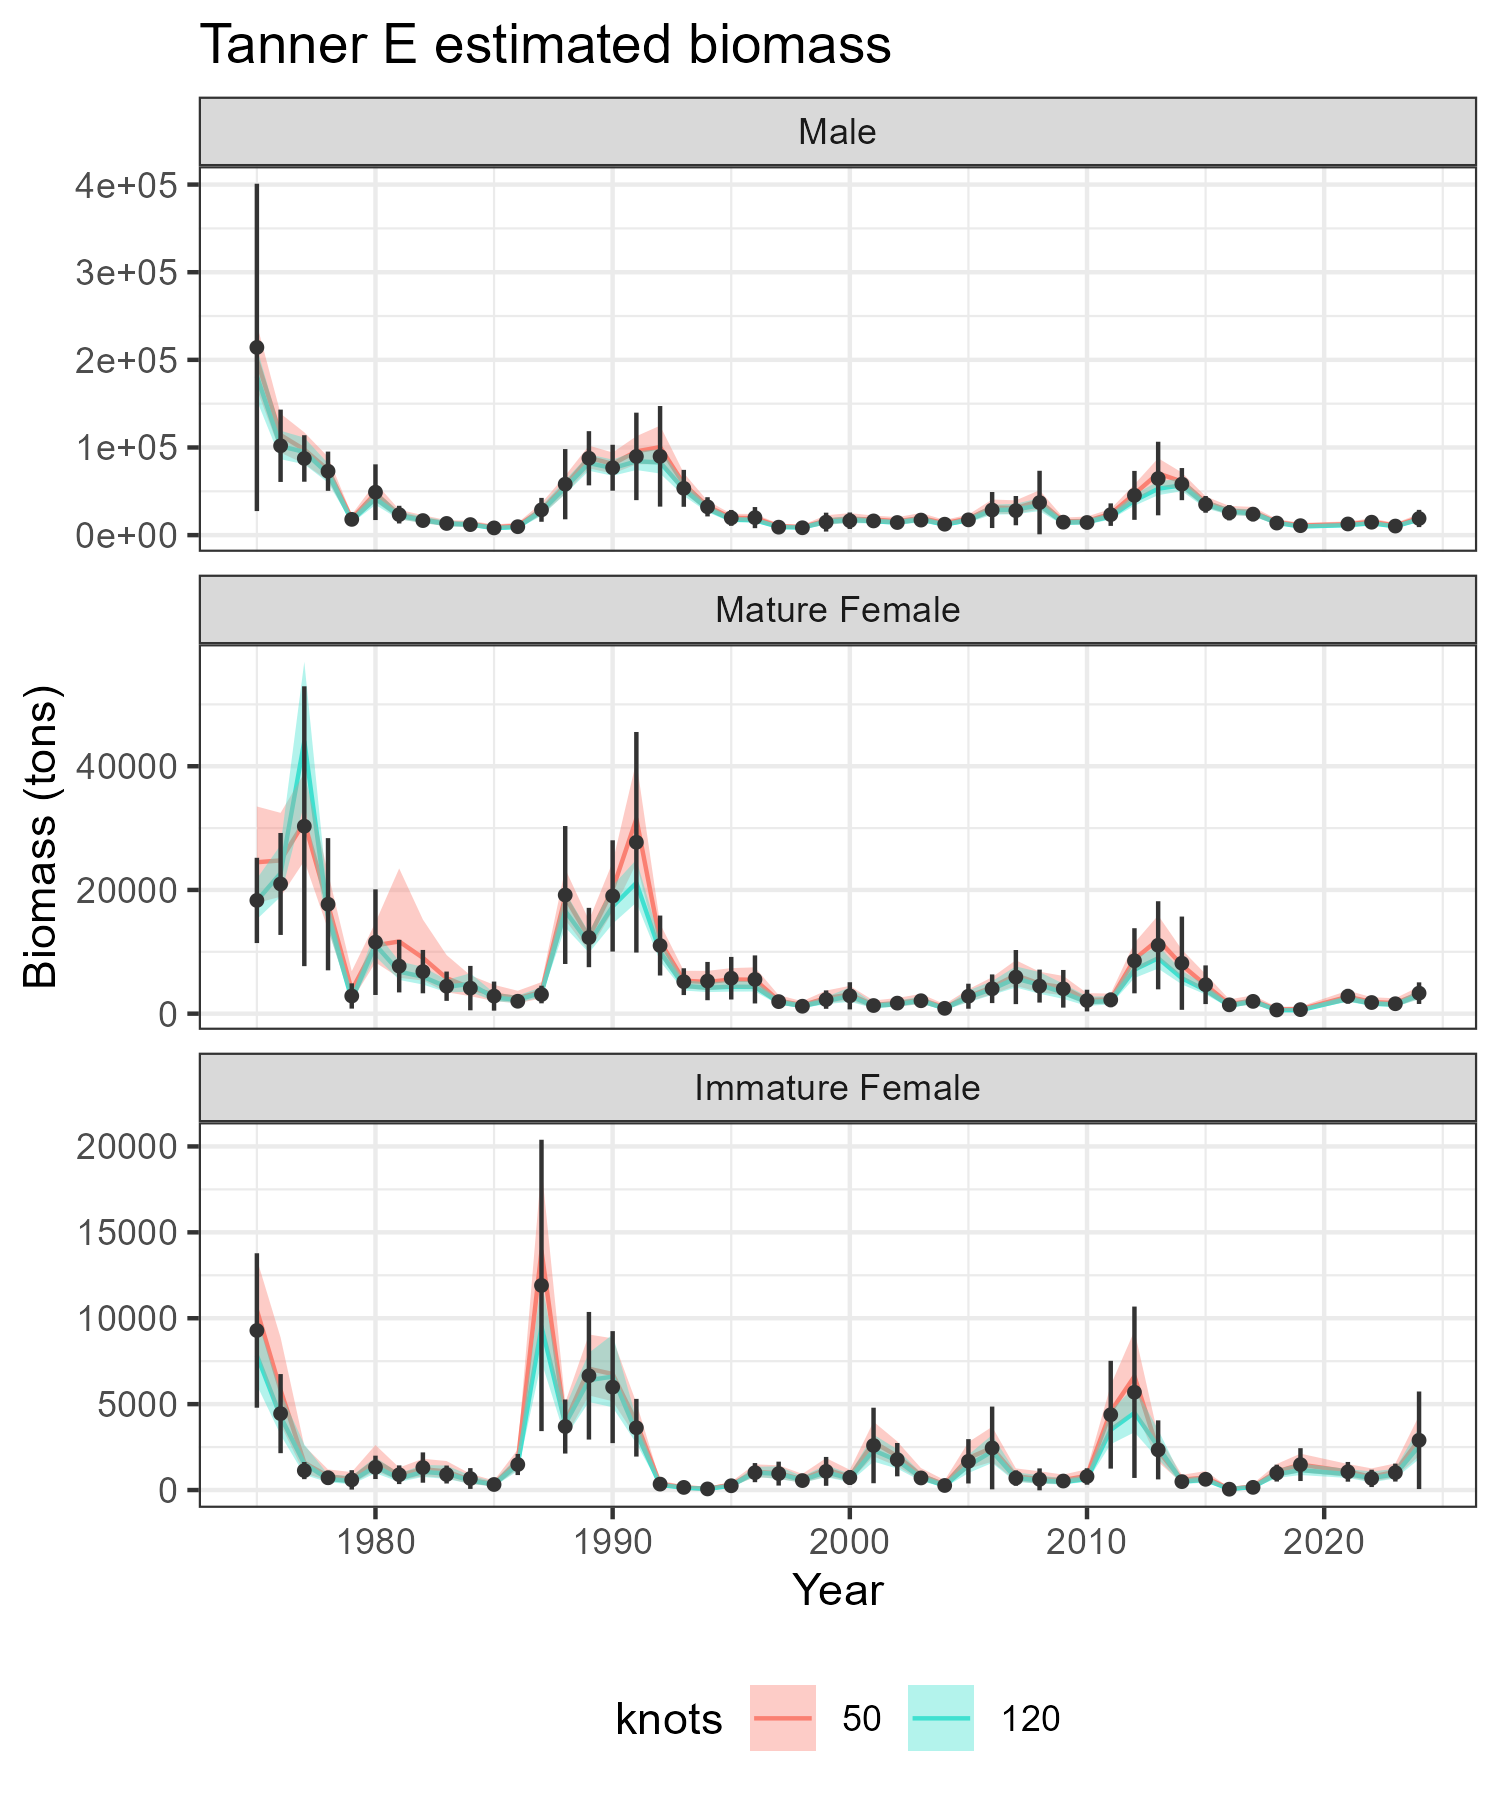 Tanner E estimated biomass
Male
4e+05
3e+05
2e+05
1e+05
0e+00
Mature Female
40000
20000
0
Biomass (tons)
Immature Female
20000
15000
10000
5000
0
1980 1990 2000 2010 2020
Year
knots 50 120